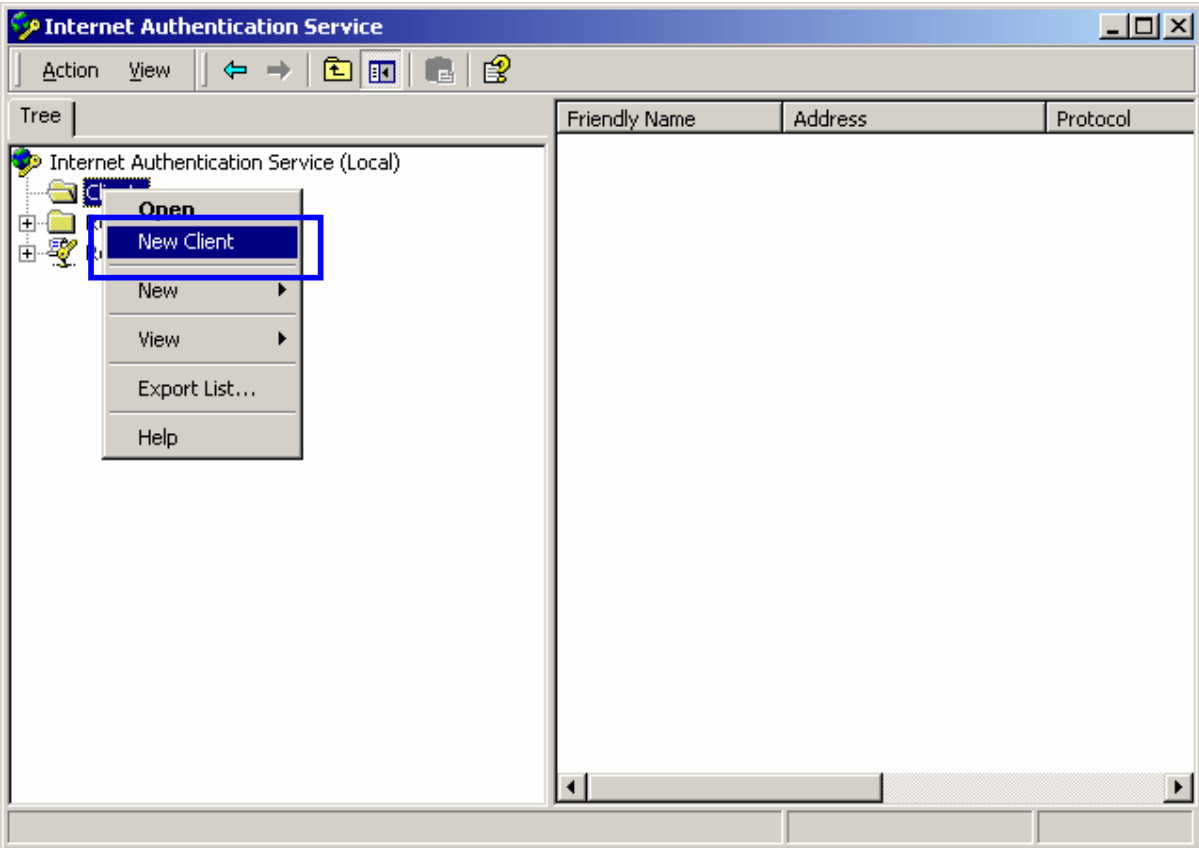 Internet Authentication Service
Action View
Tree
Friendly Name Address Protocol
Internet Authentication Service (Local)
Open
New Client
New
View
Export List...
Help